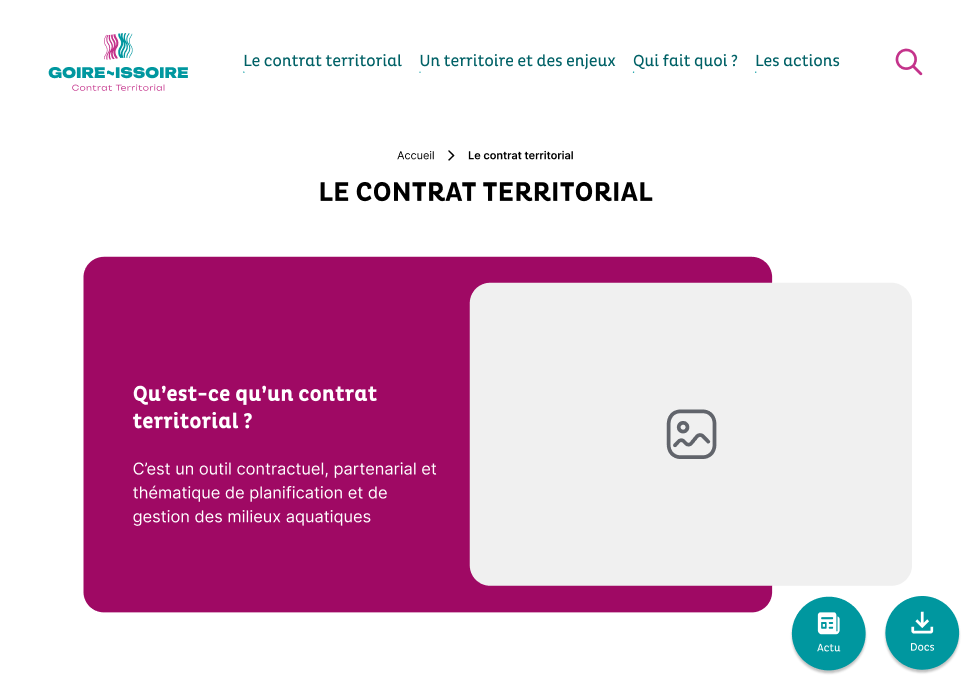 GOIRE~ISSOIRE
Contrat Territorial
Le contrat territorial
Un territoire et des enjeux
Qui fait quoi ?
Les actions
Accueil
Le contrat territorial
LE CONTRAT TERRITORIAL
Qu’est-ce qu’un contrat
territorial ?
C’est un outil contractuel, partenarial et
thématique de planification et de
gestion des milieux aquatiques
Actu
Docs